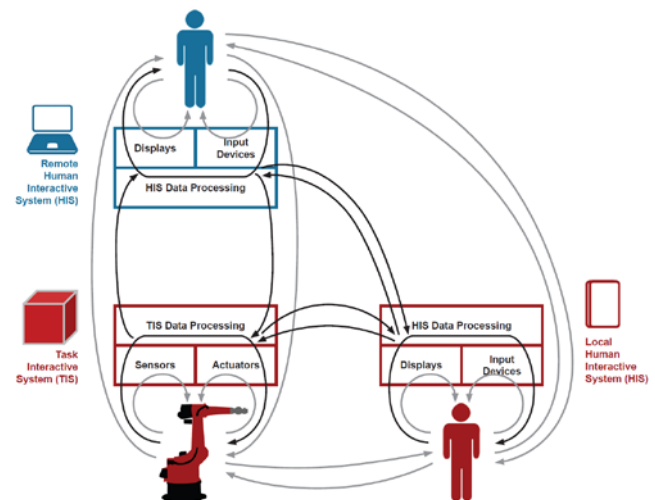 Displays
Input
Devices
HIS Data Processing
Remote
Human
Interactive
System (HIS)
TIS Data Processing
Sensors
Actuators
Task
Interactive
System (TIS)
HIS Data Processing
Displays
Input
Devices
Local
Human
Interactive
System (HIS)